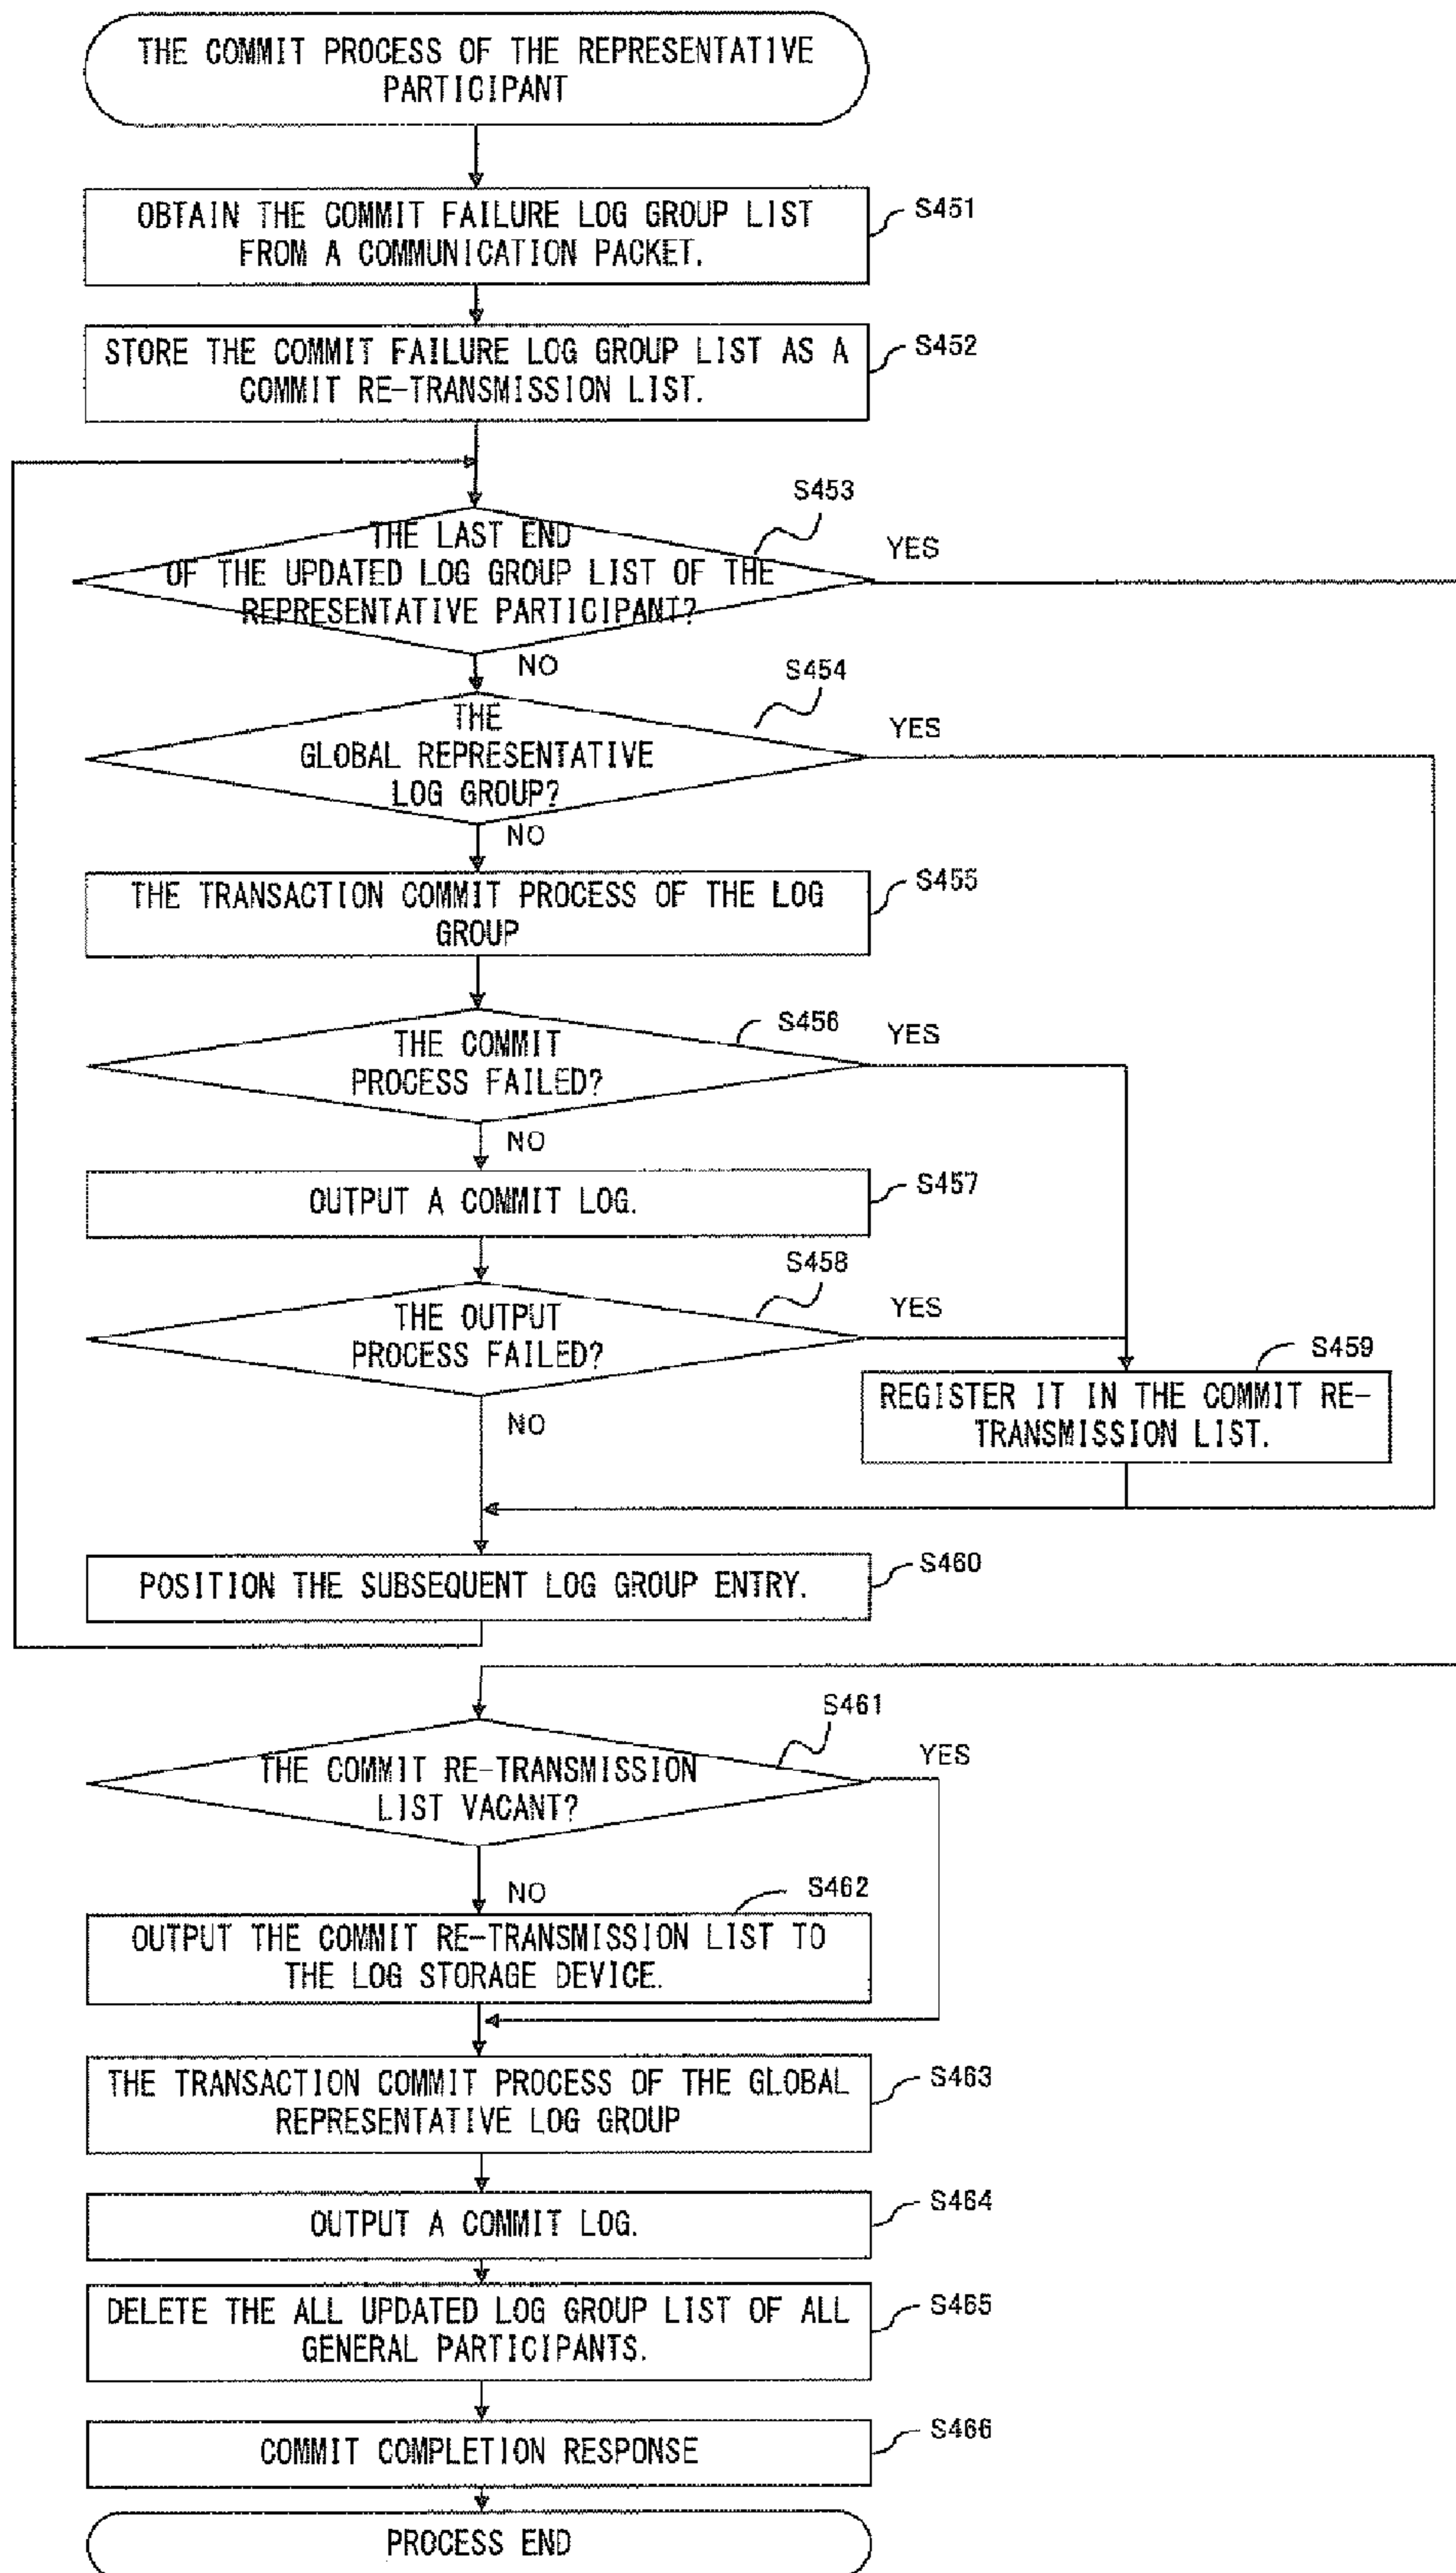 THE COMMIT PROCESS OF THE REPRESENTATIVE
PARTICIPANT
OBTAIN THE COMMIT FAILURE LOG GROUP LIST
FROM A COMMUNICATION PACKET.
S451
STORE THE COMMIT FAILURE LOG GROUP LIST AS A
COMMIT RE-TRANSMISSION LIST.
S452
S453
THE LAST END
OF THE UPDATED LOG GROUP LIST OF THE
REPRESENTATIVE PARTICIPANT?
YES
NO
S454
THE
GLOBAL REPRESENTATIVE
LOG GROUP?
YES
NO
THE TRANSACTION COMMIT PROCESS OF THE LOG
GROUP
S455
S456
THE COMMIT
PROCESS FAILED?
YES
NO
OUTPUT A COMMIT LOG.
S457
S458
THE OUTPUT
PROCESS FAILED?
YES
NO
S459
REGISTER IT IN THE COMMIT RE-
TRANSMISSION LIST.
POSITION THE SUBSEQUENT LOG GROUP ENTRY.
S460
S461
THE COMMIT RE-TRANSMISSION
LIST VACANT?
YES
NO
S462
OUTPUT THE COMMIT RE-TRANSMISSION LIST TO
THE LOG STORAGE DEVICE.
THE TRANSACTION COMMIT PROCESS OF THE GLOBAL
REPRESENTATIVE LOG GROUP
S463
OUTPUT A COMMIT LOG.
S464
DELETE THE ALL UPDATED LOG GROUP LIST OF ALL
GENERAL PARTICIPANTS.
S465
COMMIT COMPLETION RESPONSE
S466
PROCESS END